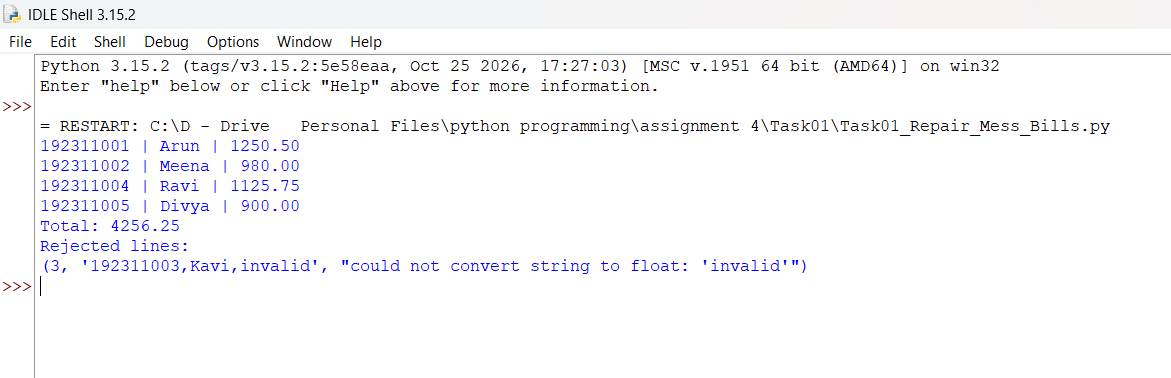 IDLE Shell 3.15.2
File Edit Shell Debug Options Window Help
Python 3.15.2 (tags/v3.15.2:5e58eaa, Oct 25 2026, 17:27:03) [MSC v.1951 64 bit (AMD64)] on win32
Enter "help" below or click "Help" above for more information.
>>>
= RESTART: C:\D - Drive   Personal Files\python programming\assignment 4\Task01\Task01_Repair_Mess_Bills.py
192311001 | Arun | 1250.50
192311002 | Meena | 980.00
192311004 | Ravi | 1125.75
192311005 | Divya | 900.00
Total: 4256.25
Rejected lines:
(3, '192311003,Kavi,invalid', "could not convert string to float: 'invalid'")
>>>